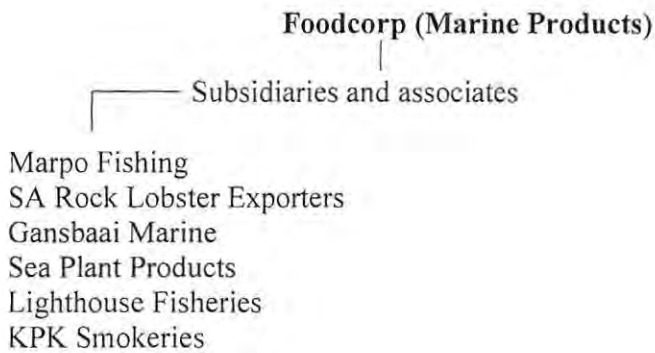 Foodcorp (Marine Products)
Subsidiaries and associates
Marpo Fishing
SA Rock Lobster Exporters
Gansbaai Marine
Sea Plant Products
Lighthouse Fisheries
KPK Smokeries